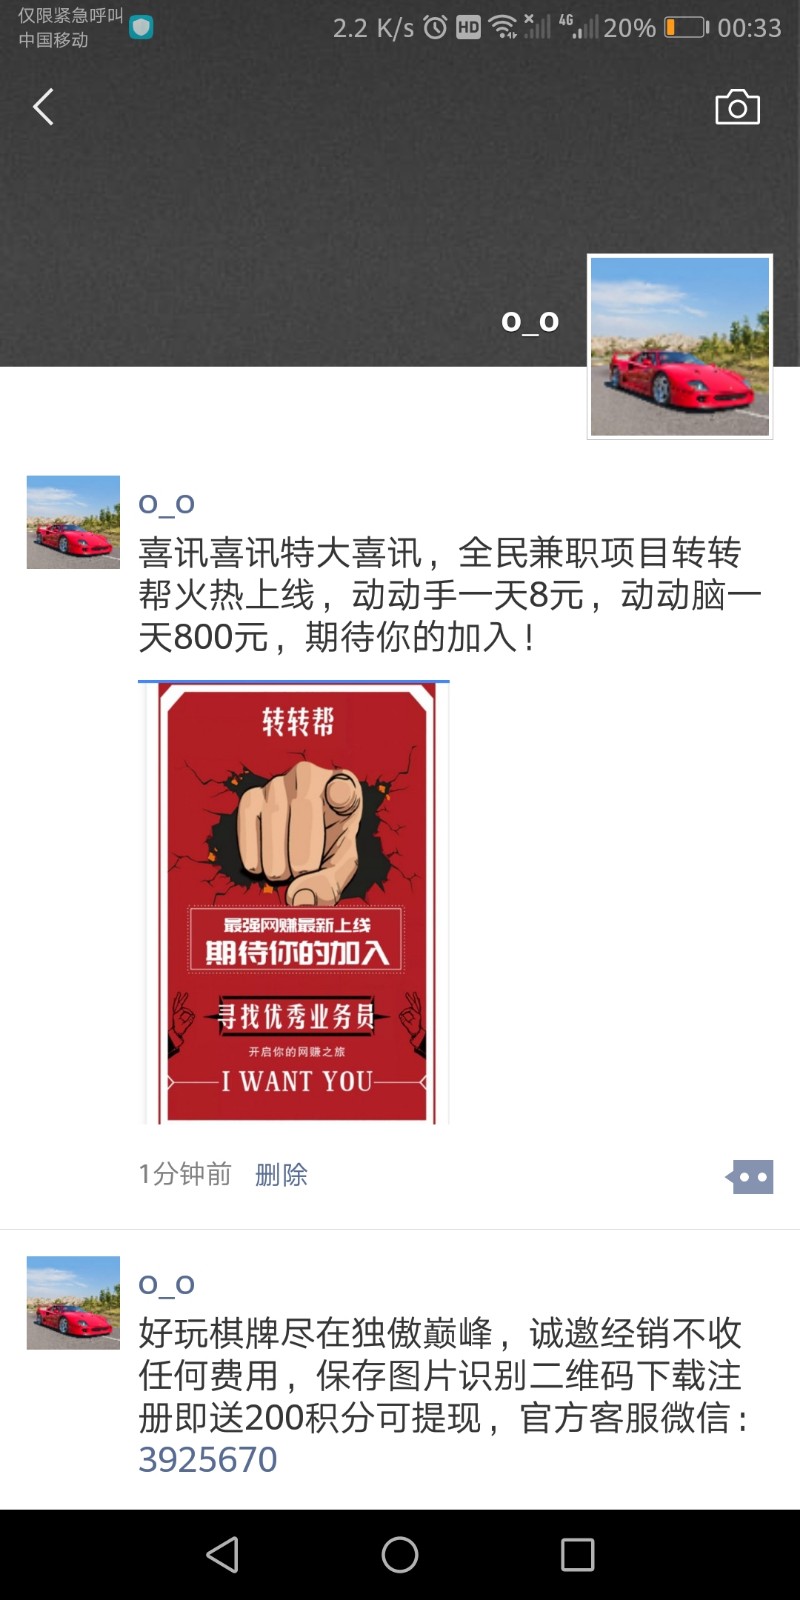 仅限紧急呼叫
中国移动
2.2 K/s HD 4G 20% 00:33
o_o
o_o
喜讯喜讯特大喜讯，全民兼职项目转转
帮火热上线，动动手一天8元，动动脑一
天800元，期待你的加入！
转转帮
最强网赚最新上线
期待你的加入
寻找优秀业务员
开启你的网赚之旅
I WANT YOU
1分钟前 删除
o_o
好玩棋牌尽在独傲巅峰，诚邀经销不收
任何费用，保存图片识别二维码下载注
册即送200积分可提现，官方客服微信：
3925670